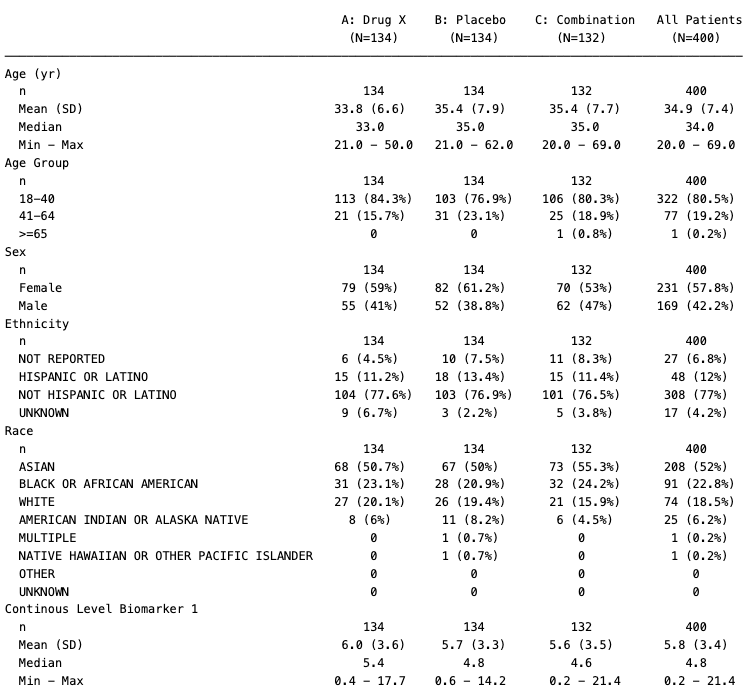 A: Drug X B: Placebo C: Combination All Patients
(N=134) (N=134) (N=132) (N=400)
Age (yr)
n 134 134 132 400
Mean (SD) 33.8 (6.6) 35.4 (7.9) 35.4 (7.7) 34.9 (7.4)
Median 33.0 35.0 35.0 34.0
Min - Max 21.0 - 50.0 21.0 - 62.0 20.0 - 69.0 20.0 - 69.0
Age Group
n 134 134 132 400
18-40 113 (84.3%) 103 (76.9%) 106 (80.3%) 322 (80.5%)
41-64 21 (15.7%) 31 (23.1%) 25 (18.9%) 77 (19.2%)
>=65 0 0 1 (0.8%) 1 (0.2%)
Sex
n 134 134 132 400
Female 79 (59%) 82 (61.2%) 70 (53%) 231 (57.8%)
Male 55 (41%) 52 (38.8%) 62 (47%) 169 (42.2%)
Ethnicity
n 134 134 132 400
NOT REPORTED 6 (4.5%) 10 (7.5%) 11 (8.3%) 27 (6.8%)
HISPANIC OR LATINO 15 (11.2%) 18 (13.4%) 15 (11.4%) 48 (12%)
NOT HISPANIC OR LATINO 104 (77.6%) 103 (76.9%) 101 (76.5%) 308 (77%)
UNKNOWN 9 (6.7%) 3 (2.2%) 5 (3.8%) 17 (4.2%)
Race
n 134 134 132 400
ASIAN 68 (50.7%) 67 (50%) 73 (55.3%) 208 (52%)
BLACK OR AFRICAN AMERICAN 31 (23.1%) 28 (20.9%) 32 (24.2%) 91 (22.8%)
WHITE 27 (20.1%) 26 (19.4%) 21 (15.9%) 74 (18.5%)
AMERICAN INDIAN OR ALASKA NATIVE 8 (6%) 11 (8.2%) 6 (4.5%) 25 (6.2%)
MULTIPLE 0 1 (0.7%) 0 1 (0.2%)
NATIVE HAWAIIAN OR OTHER PACIFIC ISLANDER 0 1 (0.7%) 0 1 (0.2%)
OTHER 0 0 0 0
UNKNOWN 0 0 0 0
Continous Level Biomarker 1
n 134 134 132 400
Mean (SD) 6.0 (3.6) 5.7 (3.3) 5.6 (3.5) 5.8 (3.4)
Median 5.4 4.8 4.6 4.8
Min - Max 0.4 - 17.7 0.6 - 14.2 0.2 - 21.4 0.2 - 21.4